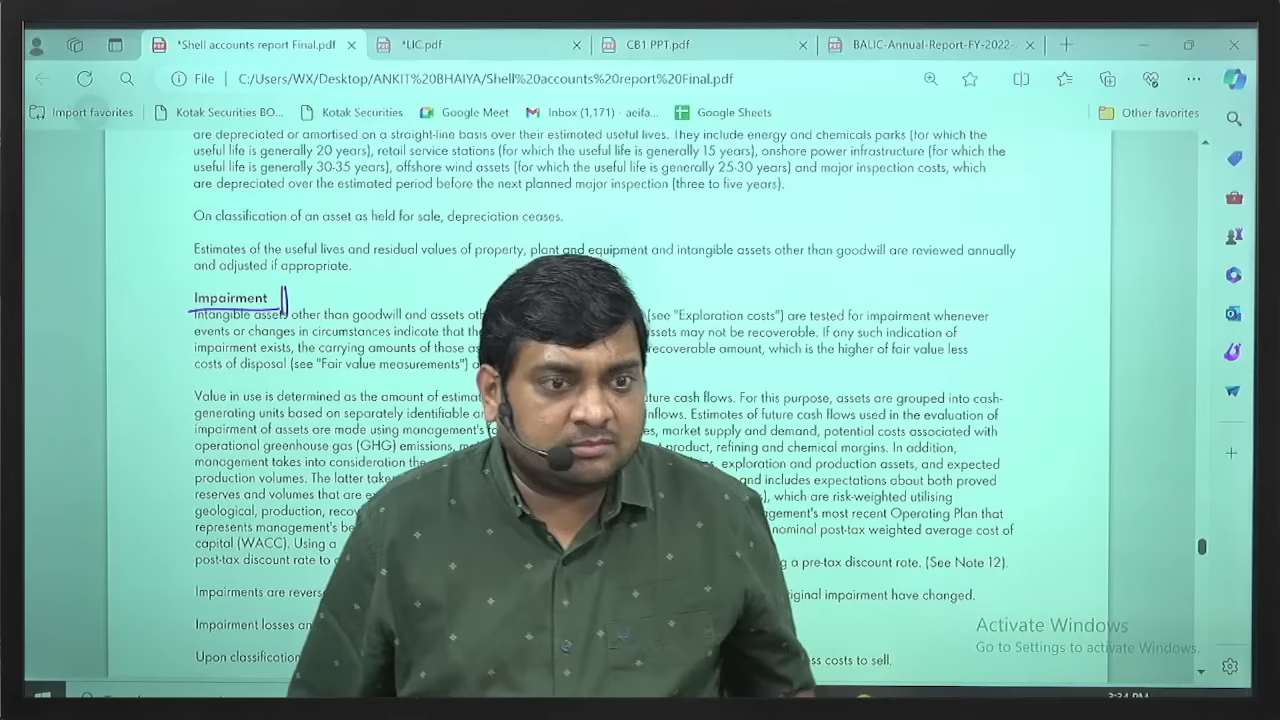 *Shell accounts report Final.pdf
*LIC.pdf
CB1 PPT.pdf
BALIC-Annual-Report-FY-2022-
File
C:/Users/WX/Desktop/ANKIT%20BHAIYA/Shell%20accounts%20report%20Final.pdf
Import favorites
Kotak Securities BO...
Kotak Securities
Google Meet
Inbox (1,171) - aeifa...
Google Sheets
Other favorites
are depreciated or amortised on a straight-line basis over their estimated useful lives. They include energy and chemicals parks (for which the
useful life is generally 20 years), retail service stations (for which the useful life is generally 15 years), onshore power infrastructure (for which the
useful life is generally 30-35 years), offshore wind assets (for which the useful life is generally 25-30 years) and major inspection costs, which
are depreciated over the estimated period before the next planned major inspection (three to five years).
On classification of an asset as held for sale, depreciation ceases.
Estimates of the useful lives and residual values of property, plant and equipment and intangible assets other than goodwill are reviewed annually
and adjusted if appropriate.
Impairment
Intangible assets other than goodwill and assets (see "Exploration costs") are tested for impairment whenever
events or changes in circumstances indicate that assets may not be recoverable. If any such indication of
impairment exists, the carrying amounts of those recoverable amount, which is the higher of fair value less
costs of disposal (see "Fair value measurements")
Value in use is determined as the amount of cash flows. For this purpose, assets are grouped into cash-
generating units based on separately identifiable inflows. Estimates of future cash flows used in the evaluation of
impairment of assets are made using management's market supply and demand, potential costs associated with
operational greenhouse gas (GHG) emissions, product, refining and chemical margins. In addition,
management takes into consideration the exploration and production assets, and expected
production volumes. The latter and includes expectations about both proved
reserves and volumes that are which are risk-weighted utilising
geological, production, most recent Operating Plan that
represents management's nominal post-tax weighted average cost of
capital (WACC). Using a
post-tax discount rate to a pre-tax discount rate. (See Note 12).
Impairments are impairment have changed.
Impairment losses
Upon classification costs to sell.
Activate Windows
Go to Settings to activate Windows.
3:34 PM